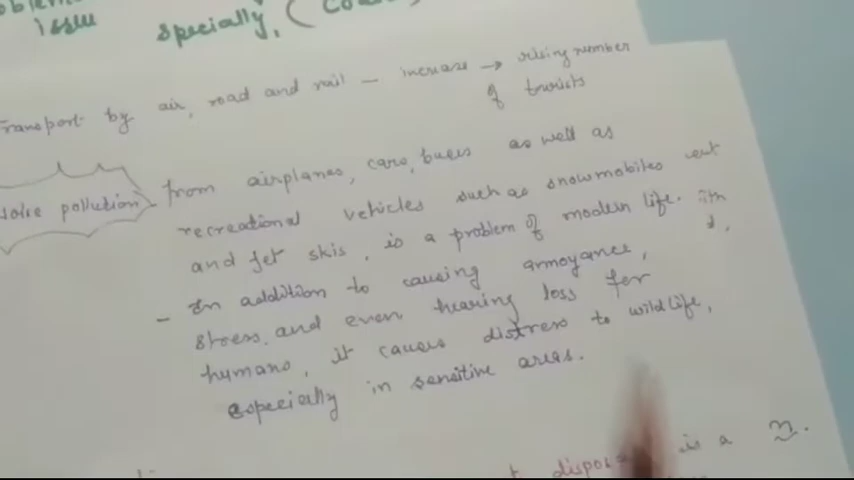 issue specially, (
Transport by air, road and rail – increase → rising number
of tourists
Noise pollution from airplanes, cars, buses as well as
recreational vehicles such as snowmobiles
and jet skis, is a problem of modern life.
- In addition to causing annoyance,
stress, and even hearing loss for
humans, it causes distress to wildlife,
especially in sensitive areas.
is a